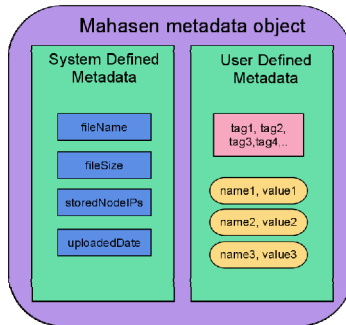 Mahasen metadata object
System Defined
Metadata
fileName
fileSize
storedNodeIPs
uploadedDate
User Defined
Metadata
tag1, tag2,
tag3,tag4...
name1, value1
name2, value2
name3, value3